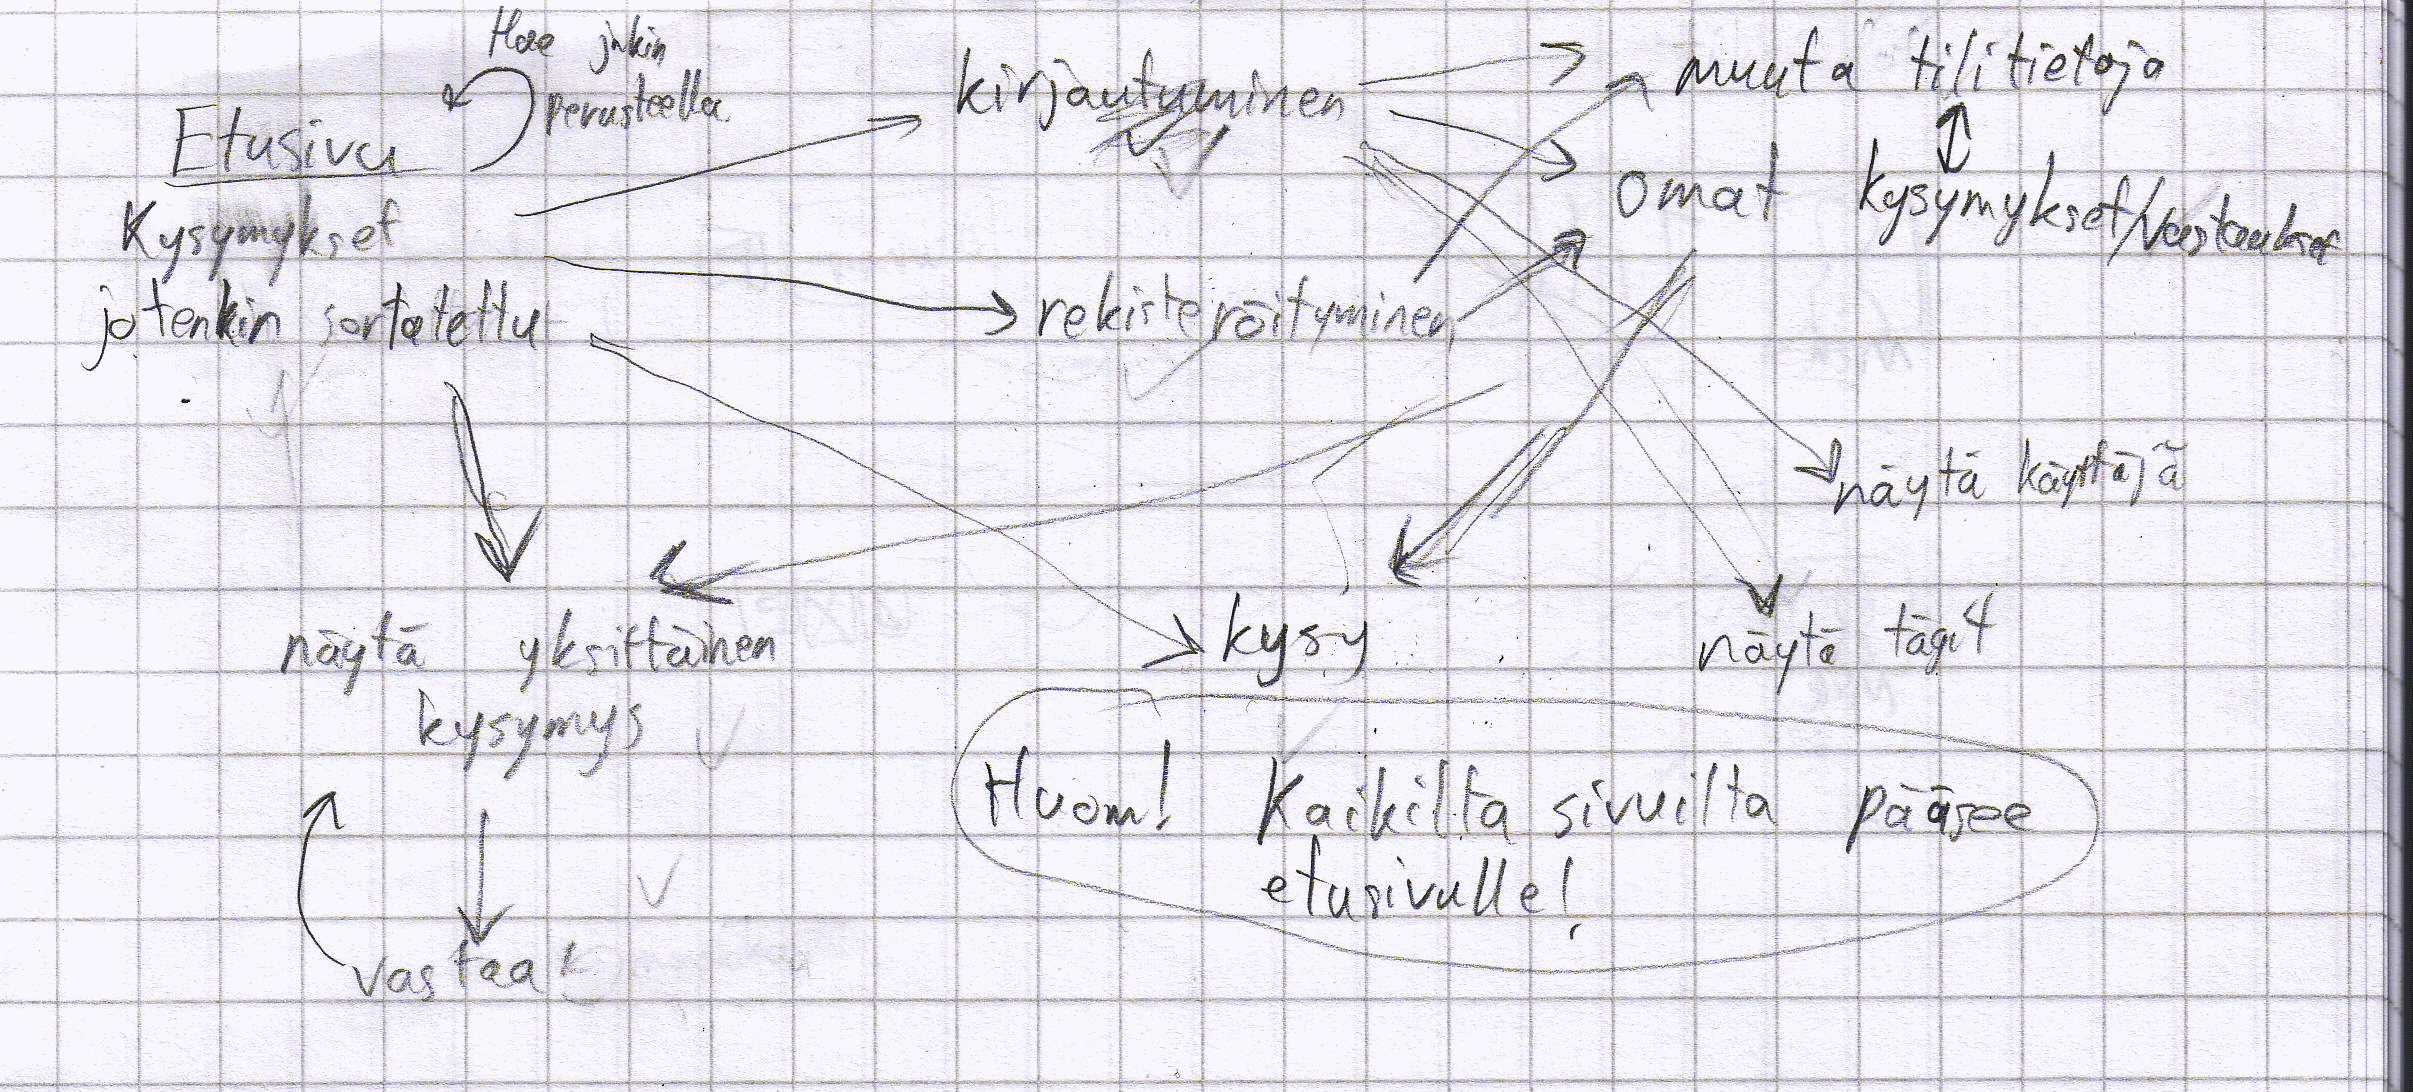 Hae jnkin
perusteella
Etusivu
Kysymykset
jotenkin sortatettu
kirjautuminen
rekisteröityminen
muuta tilitietoja
omat kysymykset/vastaukset
näytä käyttäjä
näytä tägit
kysy
näytä yksittäinen
kysymys
vastaa
Huom! Kaikilta sivuilta pääsee
etusivulle!